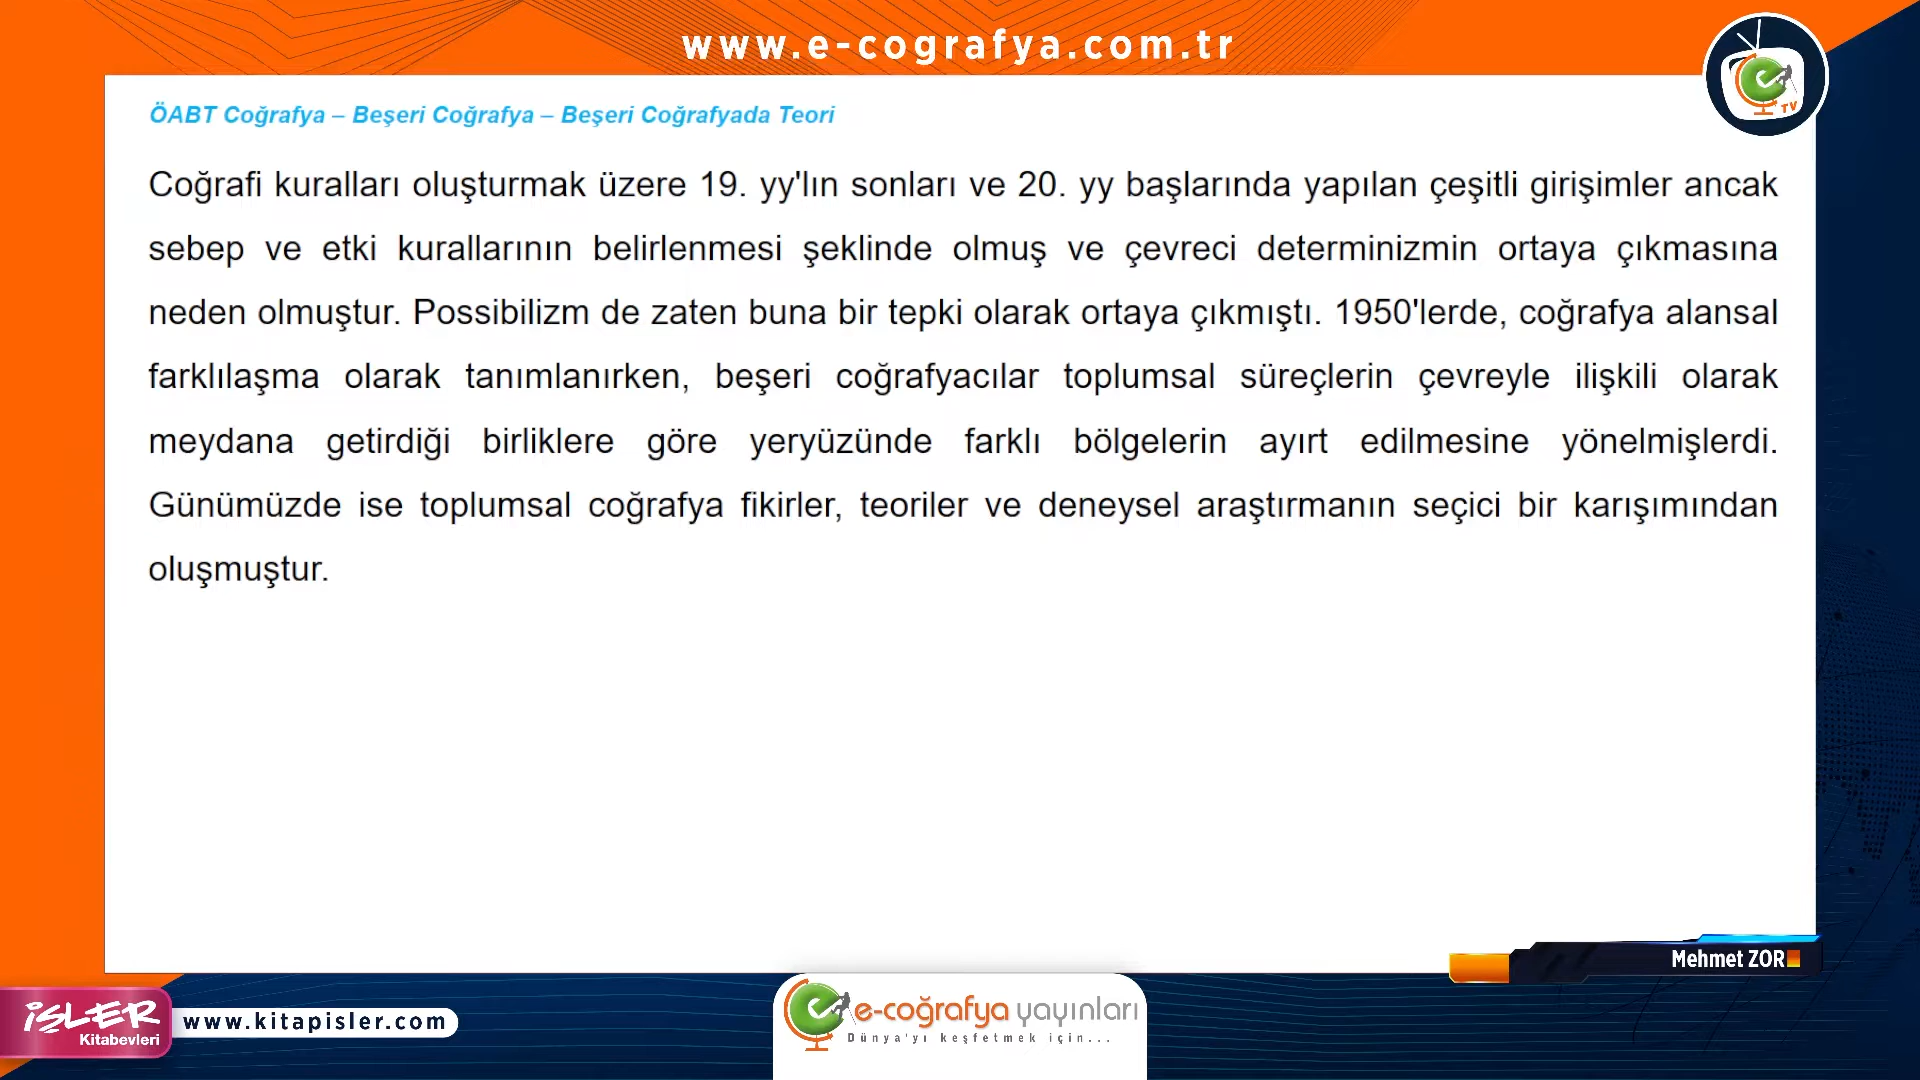 www.e-cografya.com.tr
TV
ÖABT Coğrafya – Beşeri Coğrafya – Beşeri Coğrafyada Teori
Coğrafi kuralları oluşturmak üzere 19. yy'lın sonları ve 20. yy başlarında yapılan çeşitli girişimler ancak
sebep ve etki kurallarının belirlenmesi şeklinde olmuş ve çevreci determinizmin ortaya çıkmasına
neden olmuştur. Possibilizm de zaten buna bir tepki olarak ortaya çıkmıştı. 1950'lerde, coğrafya alansal
farklılaşma olarak tanımlanırken, beşeri coğrafyacılar toplumsal süreçlerin çevreyle ilişkili olarak
meydana getirdiği birliklere göre yeryüzünde farklı bölgelerin ayırt edilmesine yönelmişlerdi.
Günümüzde ise toplumsal coğrafya fikirler, teoriler ve deneysel araştırmanın seçici bir karışımından
oluşmuştur.
Mehmet ZOR
işLER
Kitabevleri
www.kitapisler.com
e-coğrafya yayınları
Dünya'yı keşfetmek için...